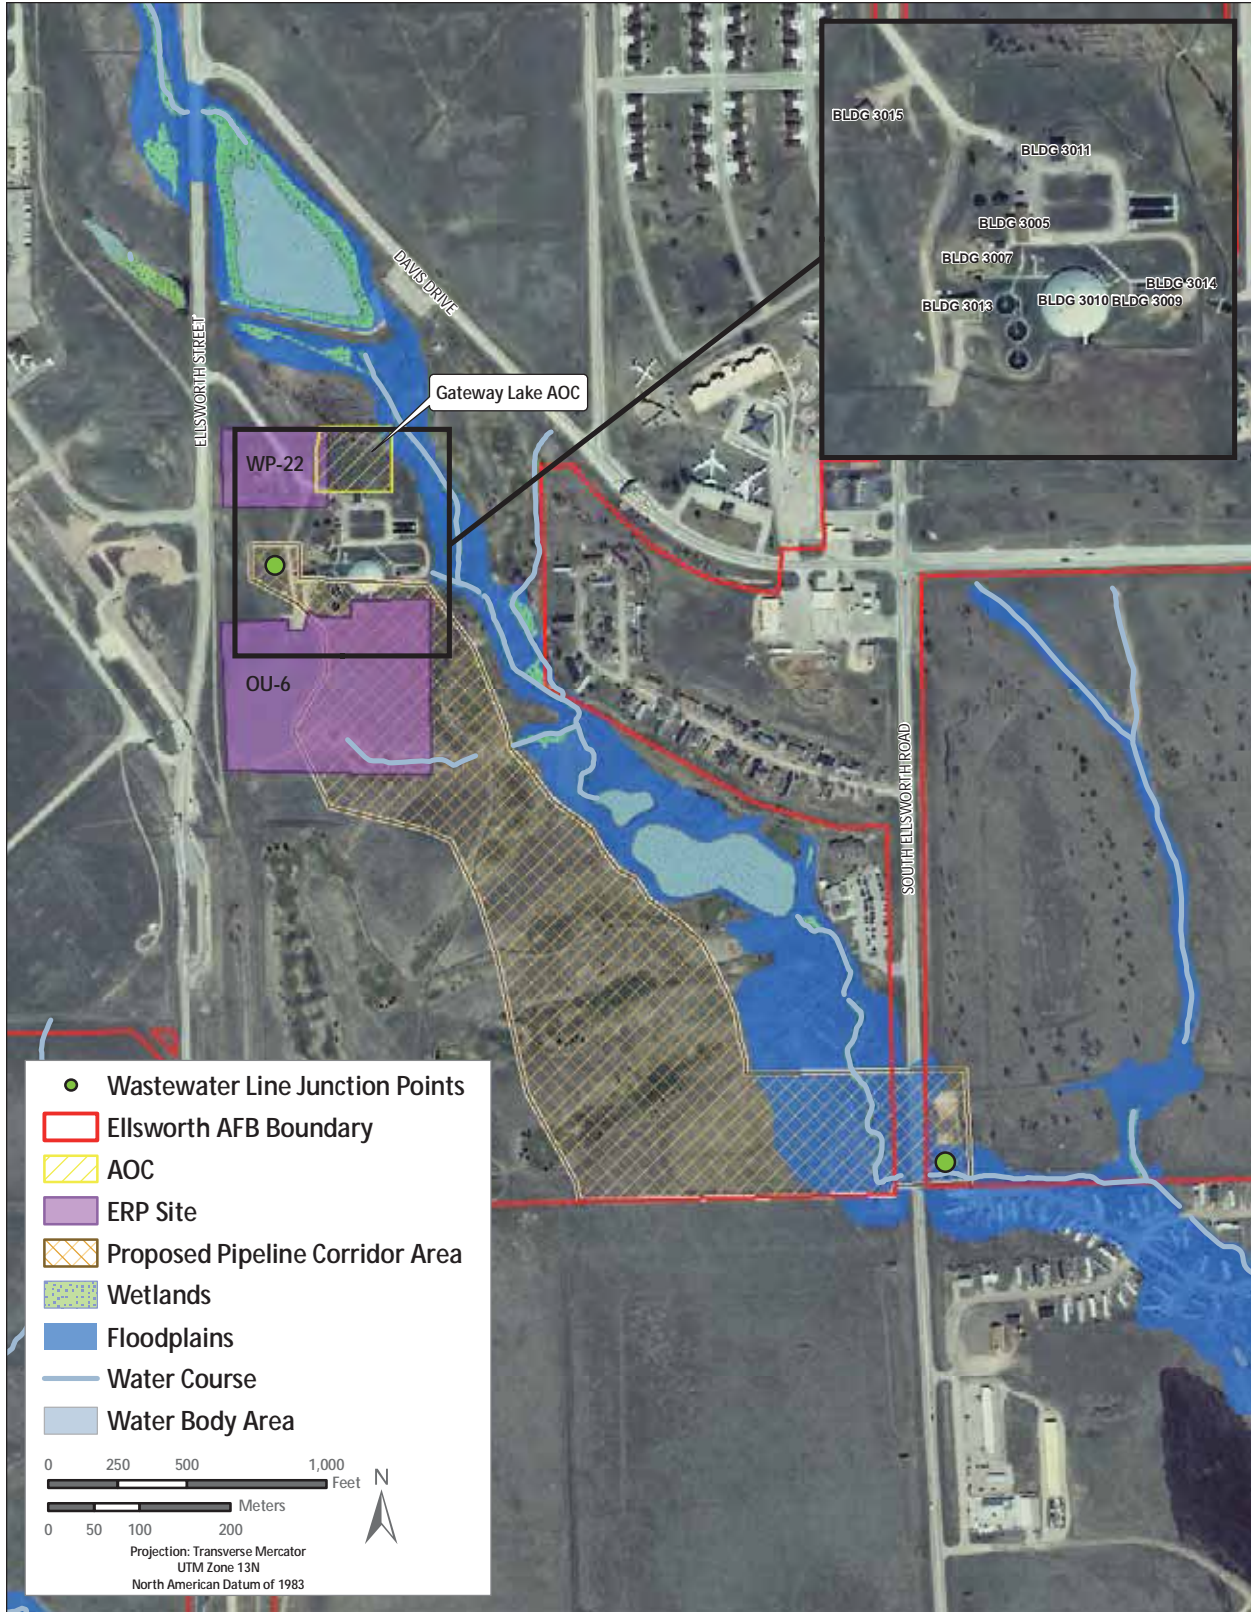 BLDG 3015
BLDG 3011
BLDG 3005
BLDG 3007
BLDG 3014
BLDG 3013
BLDG 3010
BLDG 3009
DAVIS DRIVE
ELLSWORTH STREET
Gateway Lake AOC
WP-22
OU-6
SOUTH ELLSWORTH ROAD
Wastewater Line Junction Points
Ellsworth AFB Boundary
AOC
ERP Site
Proposed Pipeline Corridor Area
Wetlands
Floodplains
Water Course
Water Body Area
0 250 500 1,000
Feet
N
Meters
0 50 100 200
Projection: Transverse Mercator
UTM Zone 13N
North American Datum of 1983